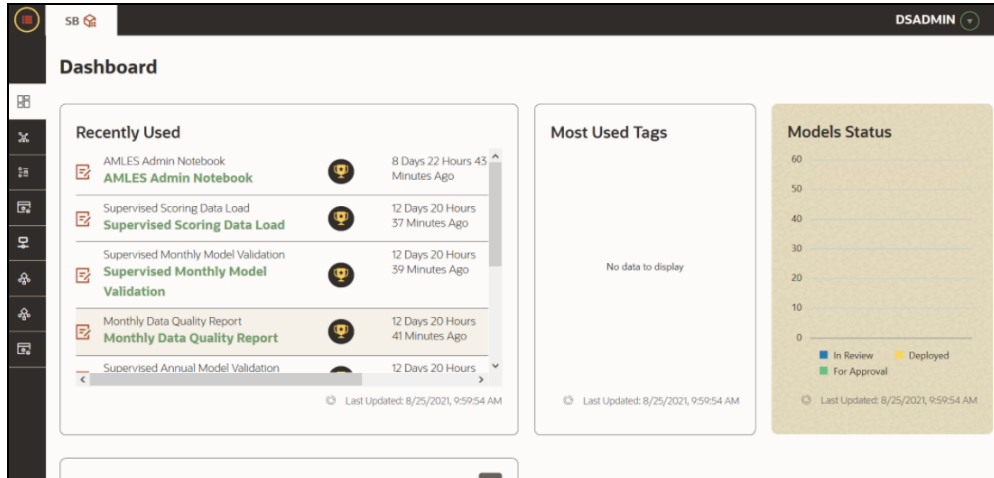 SB
DSADMIN
Dashboard
Recently Used
AMLES Admin Notebook
AMLES Admin Notebook
8 Days 22 Hours 43
Minutes Ago
Supervised Scoring Data Load
Supervised Scoring Data Load
12 Days 20 Hours
37 Minutes Ago
Supervised Monthly Model Validation
Supervised Monthly Model
Validation
12 Days 20 Hours
39 Minutes Ago
Monthly Data Quality Report
Monthly Data Quality Report
12 Days 20 Hours
41 Minutes Ago
Supervised Annual Model Validation
12 Days 20 Hours
Last Updated: 8/25/2021, 9:59:54 AM
Most Used Tags
No data to display
Last Updated: 8/25/2021, 9:59:54 AM
Models Status
60
50
40
30
20
10
0
In Review
Deployed
For Approval
Last Updated: 8/25/2021, 9:59:54 AM